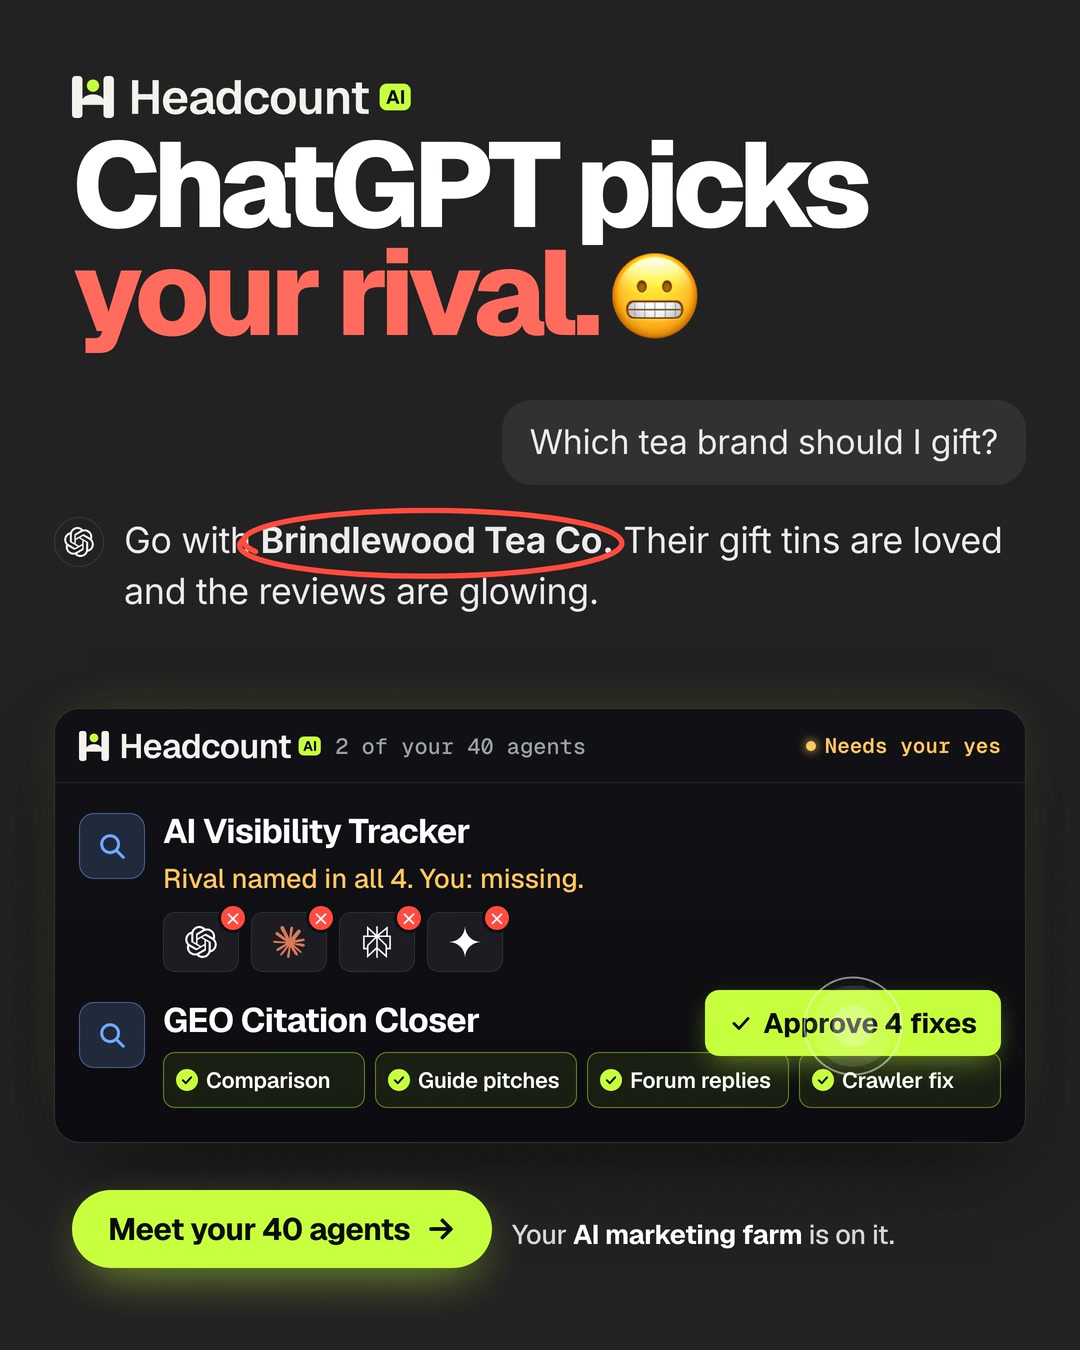 Headcount AI
ChatGPT picks
your rival.
Which tea brand should I gift?
Go with Brindlewood Tea Co. Their gift tins are loved
and the reviews are glowing.
Headcount AI 2 of your 40 agents
Needs your yes
AI Visibility Tracker
Rival named in all 4. You: missing.
GEO Citation Closer
Approve 4 fixes
Comparison
Guide pitches
Forum replies
Crawler fix
Meet your 40 agents
Your AI marketing farm is on it.